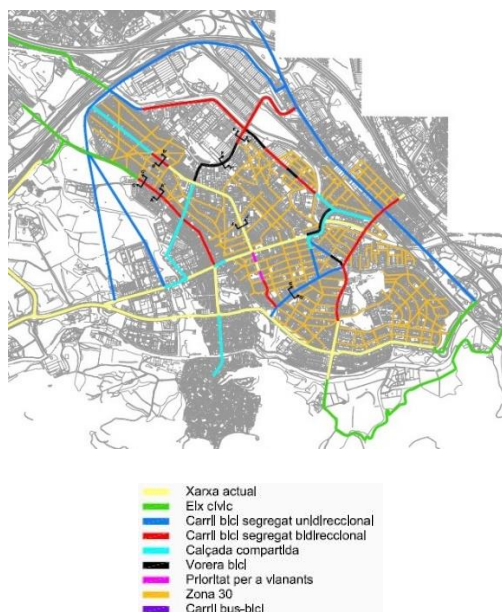 Xarxa actual
Eix cívic
Carril bici segregat unidireccional
Carril bici segregat bidireccional
Calçada compartida
Vorera bici
Prioritat per a vianants
Zona 30
Carril bus-bici